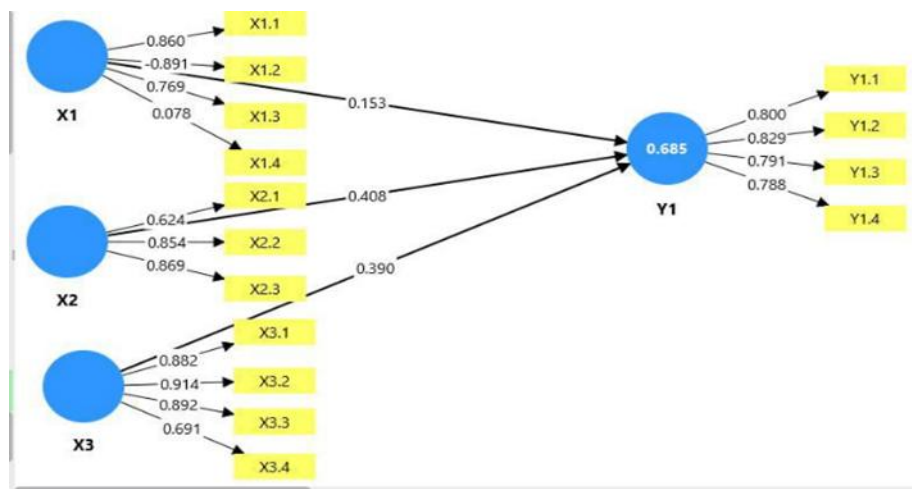 X1.1
0.860
-0.891
X1.2
0.769
X1.3
0.078
X1
X1.4
0.153
Y1.1
0.800
0.829
Y1.2
0.685
0.791
Y1.3
0.788
Y1
Y1.4
X2.1
0.624
0.408
0.854
X2.2
0.869
X2.3
X2
0.390
X3.1
0.882
0.914
X3.2
0.892
X3.3
0.691
X3
X3.4